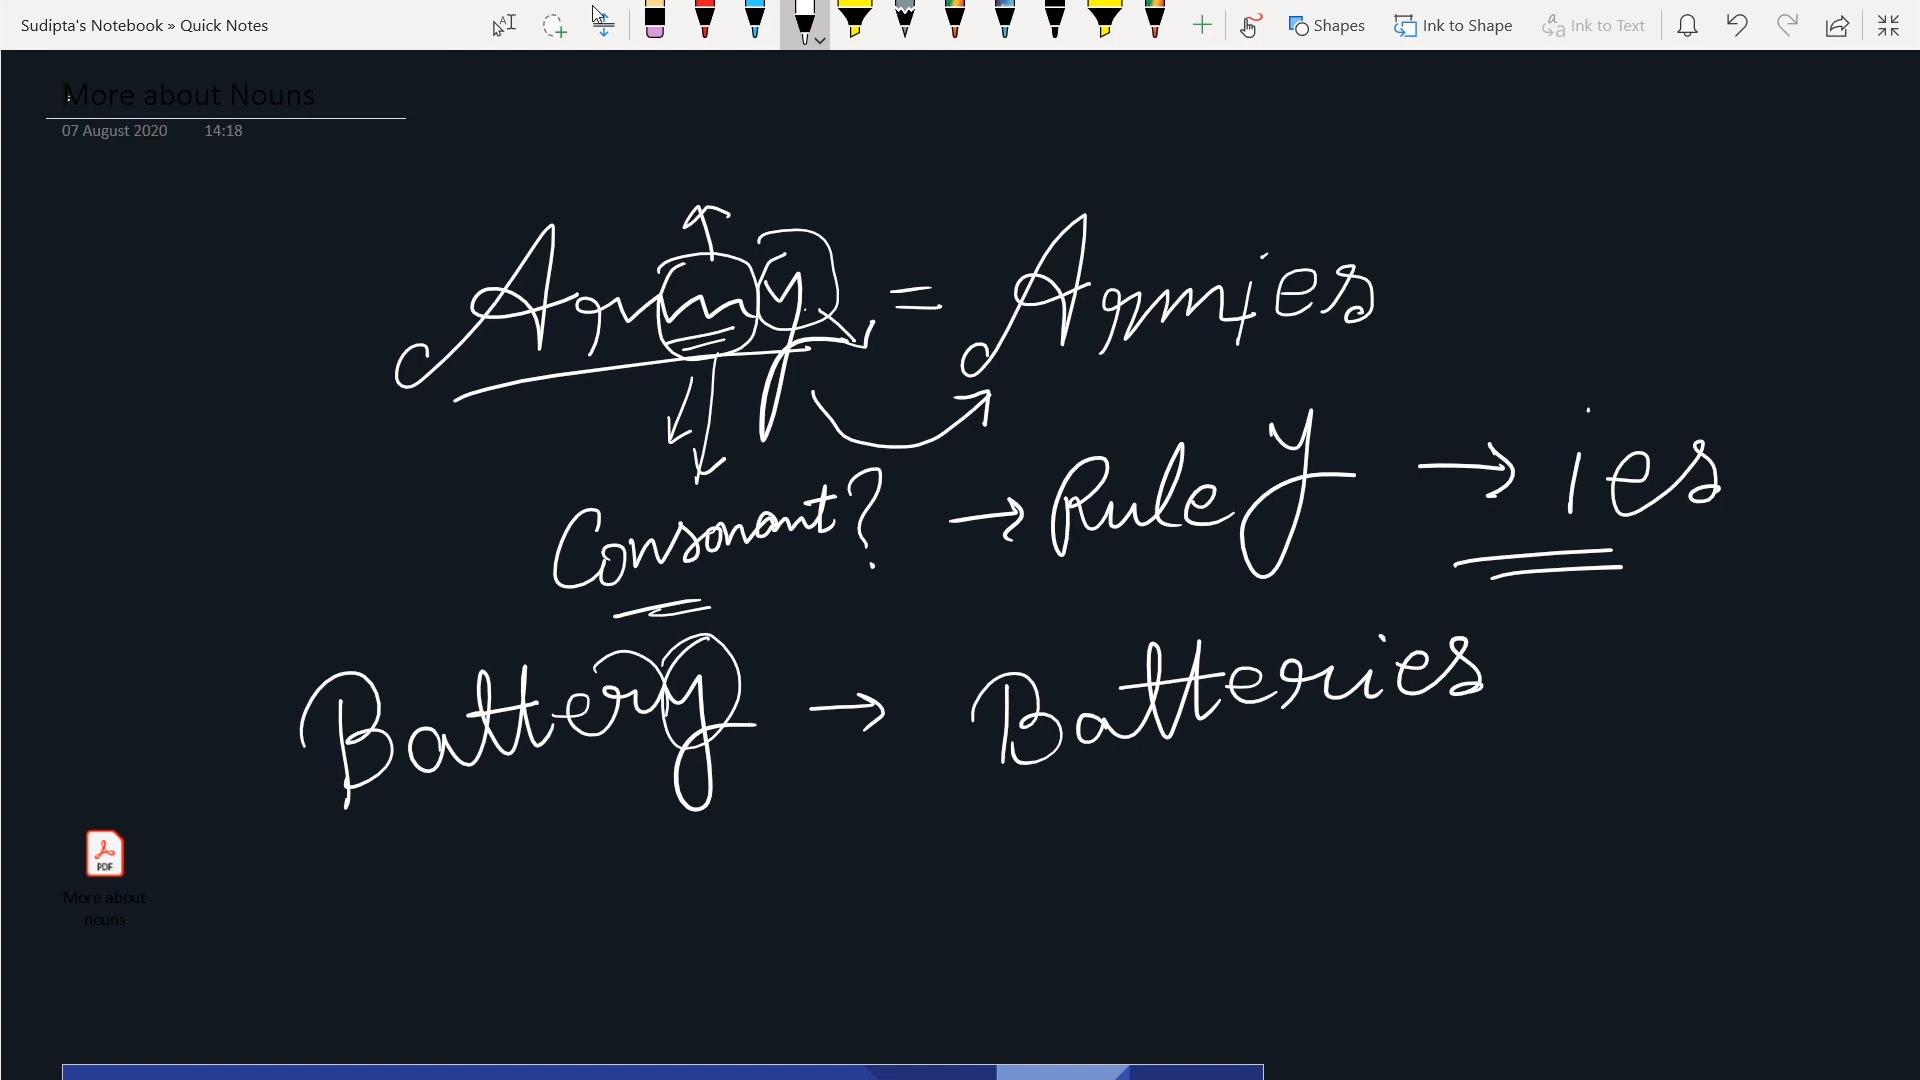 Sudipta's Notebook » Quick Notes
Shapes
Ink to Shape
Ink to Text
More about Nouns
07 August 2020 14:18
Army = Armies
Consonant? → Rule y → ies
Battery → Batteries
PDF
More about
nouns